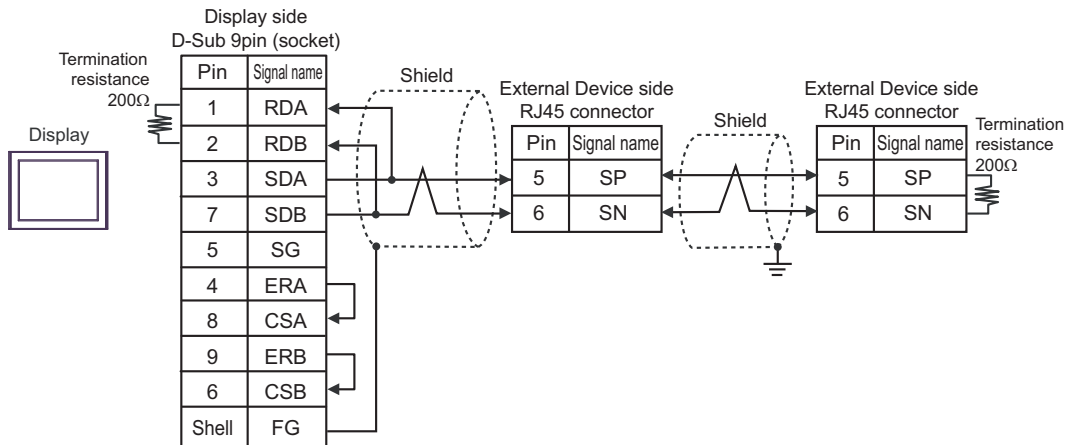 Display side
D-Sub 9pin (socket)
Termination
resistance
200Ω
Display
Pin Signal name
1 RDA
2 RDB
3 SDA
7 SDB
5 SG
4 ERA
8 CSA
9 ERB
6 CSB
Shell FG
Shield
External Device side
RJ45 connector
Pin Signal name
5 SP
6 SN
Shield
External Device side
RJ45 connector
Pin Signal name
5 SP
6 SN
Termination
resistance
200Ω